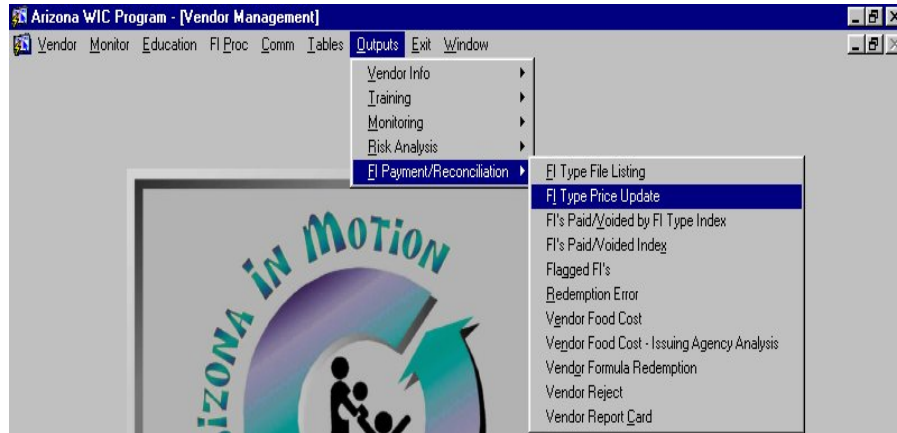 Arizona WIC Program - [Vendor Management]
Vendor Monitor Education FI Proc Comm Tables Outputs Exit Window
Vendor Info
Training
Monitoring
Risk Analysis
FI Payment/Reconciliation
FI Type File Listing
FI Type Price Update
FI's Paid/Voided by FI Type Index
FI's Paid/Voided Index
Flagged FI's
Redemption Error
Vendor Food Cost
Vendor Food Cost - Issuing Agency Analysis
Vendor Formula Redemption
Vendor Reject
Vendor Report Card
ARIZONA IN MOTION